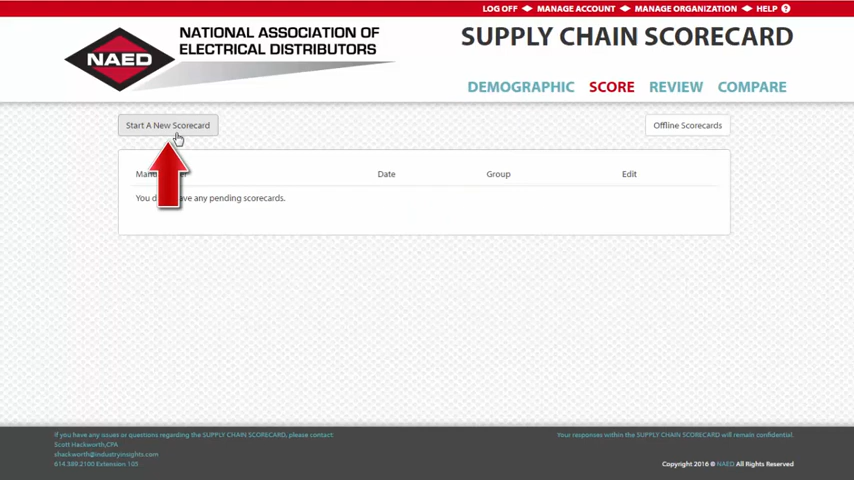 LOG OFF MANAGE ACCOUNT MANAGE ORGANIZATION HELP ?
NAED
NATIONAL ASSOCIATION OF
ELECTRICAL DISTRIBUTORS
SUPPLY CHAIN SCORECARD
DEMOGRAPHIC SCORE REVIEW COMPARE
Start A New Scorecard
Offline Scorecards
Date Group Edit
You have any pending scorecards.
If you have any issues or questions regarding the SUPPLY CHAIN SCORECARD, please contact:
Scott Hackworth,CPA
shackworth@industryinsights.com
614.389.2100 Extension 103
Your responses within the SUPPLY CHAIN SCORECARD will remain confidential.
Copyright 2016 © NAED All Rights Reserved